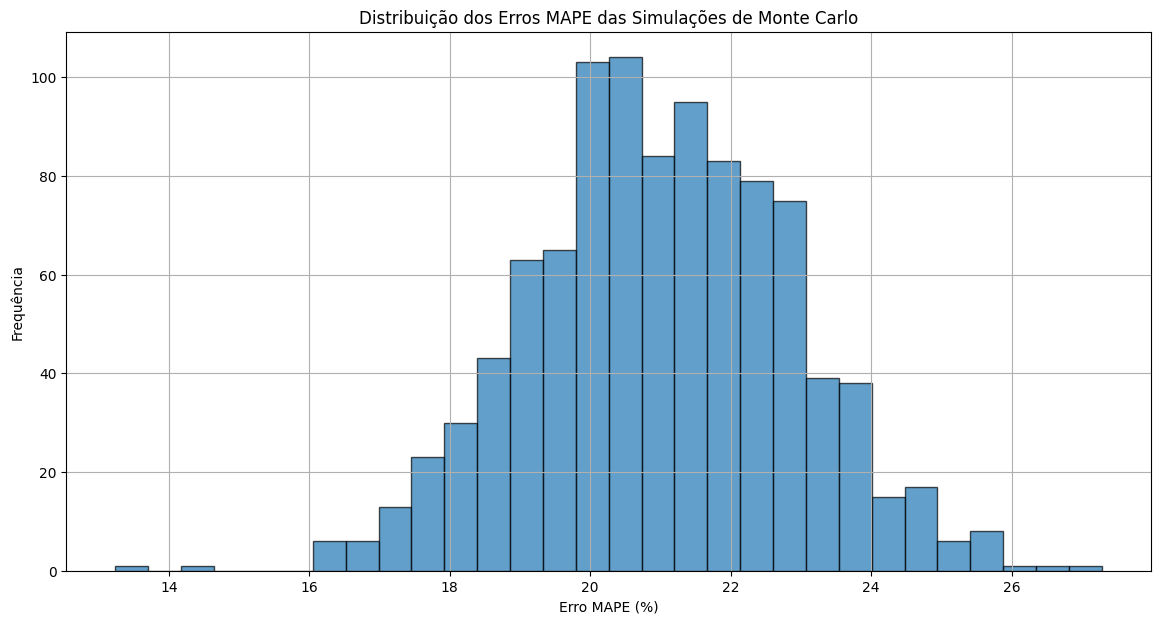 Distribuição dos Erros MAPE das Simulações de Monte Carlo
Frequência
100
80
60
40
20
0
14 16 18 20 22 24 26
Erro MAPE (%)